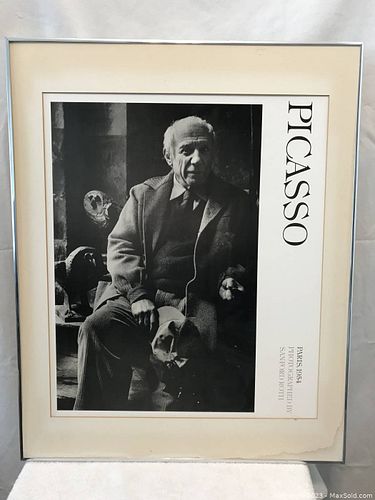 PICASSO
PARIS, 1954
PHOTOGRAPHED BY
SANFORD ROTH
2023 - MaxSold.com